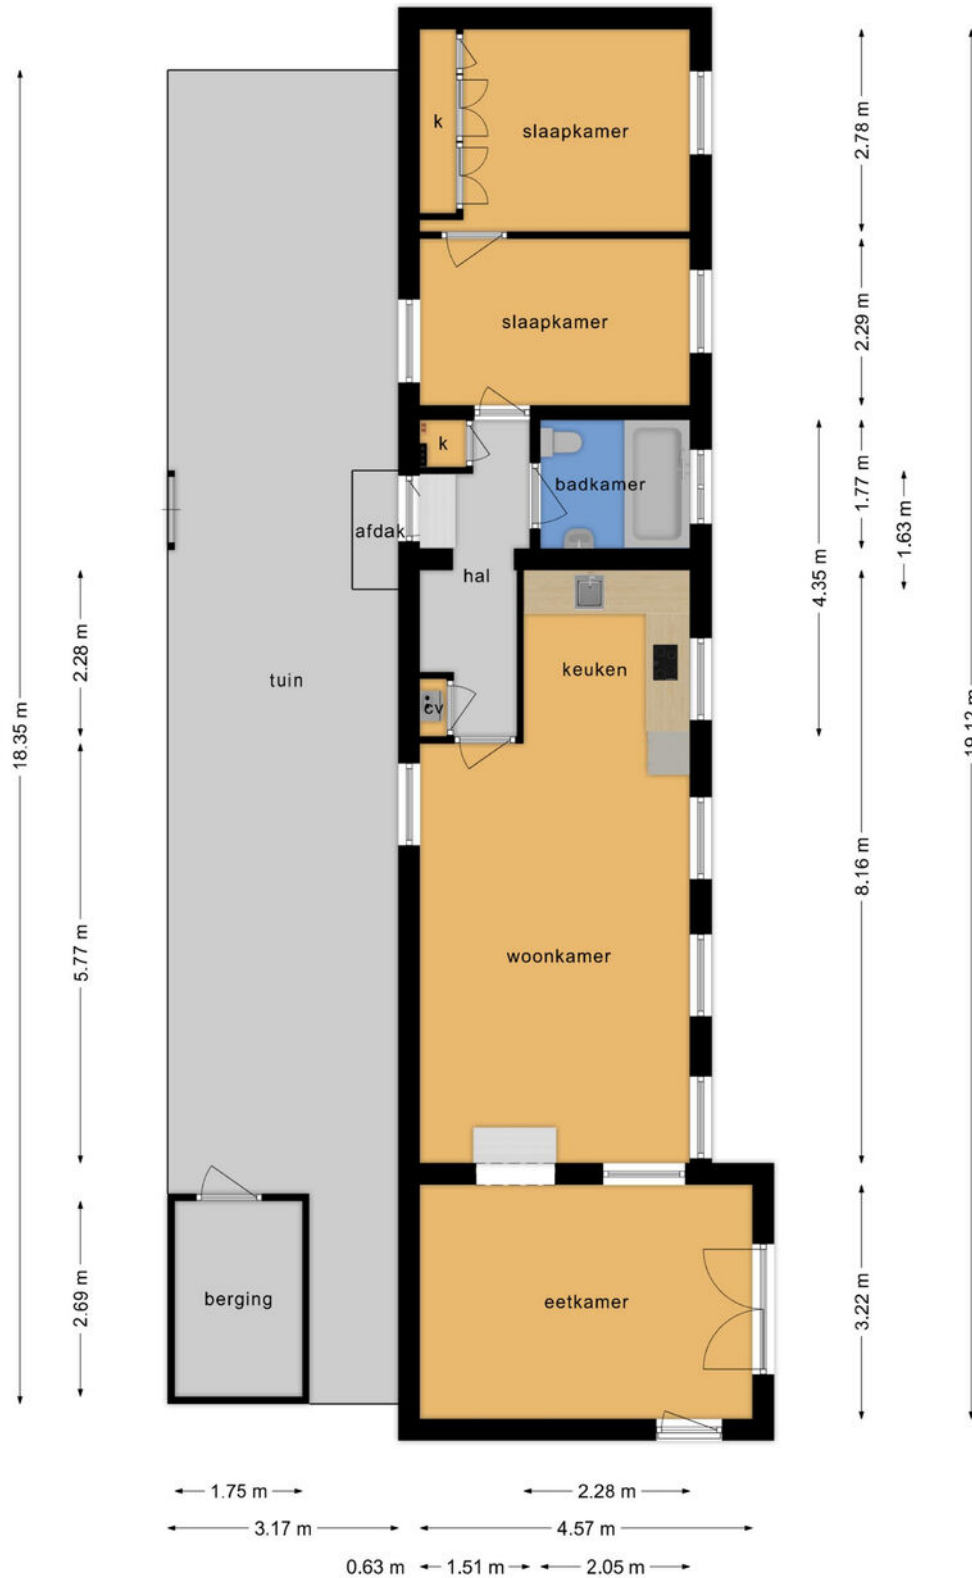 k
slaapkamer
2.78 m
slaapkamer
2.29 m
k
badkamer
1.77 m
afdak
1.63 m
hal
4.35 m
2.28 m
keuken
tuin
cv
18.35 m
19.12 m
8.16 m
5.77 m
woonkamer
berging
2.69 m
eetkamer
3.22 m
1.75 m
2.28 m
3.17 m
4.57 m
0.63 m
1.51 m
2.05 m